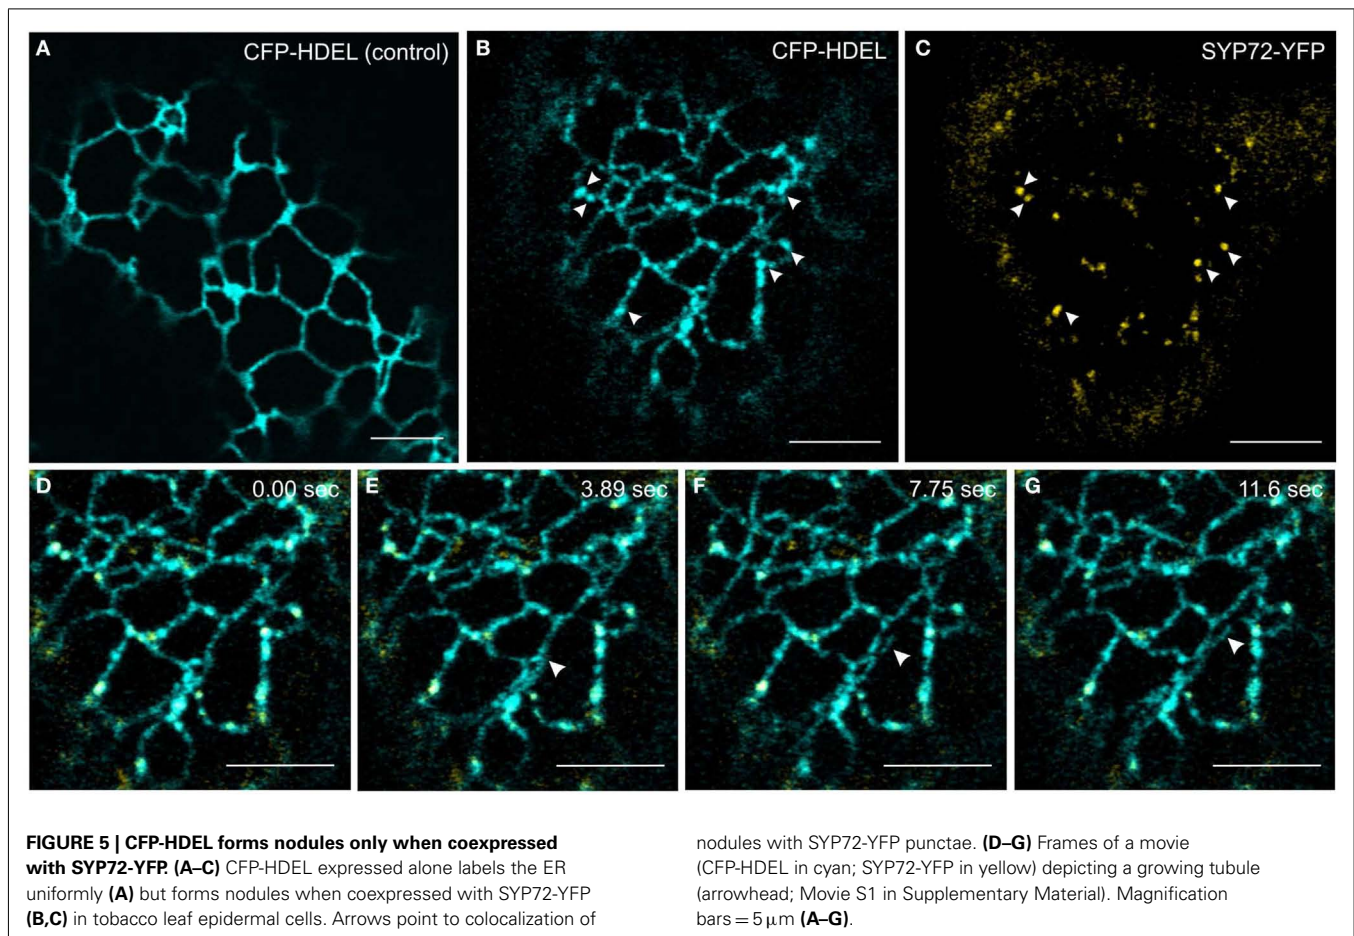 A
CFP-HDEL (control)
B
CFP-HDEL
C
SYP72-YFP
D
0.00 sec
E
3.89 sec
F
7.75 sec
G
11.6 sec
FIGURE 5 | CFP-HDEL forms nodules only when coexpressed
with SYP72-YFP. (A–C) CFP-HDEL expressed alone labels the ER
uniformly (A) but forms nodules when coexpressed with SYP72-YFP
(B,C) in tobacco leaf epidermal cells. Arrows point to colocalization of
nodules with SYP72-YFP punctae. (D–G) Frames of a movie
(CFP-HDEL in cyan; SYP72-YFP in yellow) depicting a growing tubule
(arrowhead; Movie S1 in Supplementary Material). Magnification
bars = 5 μm (A–G).